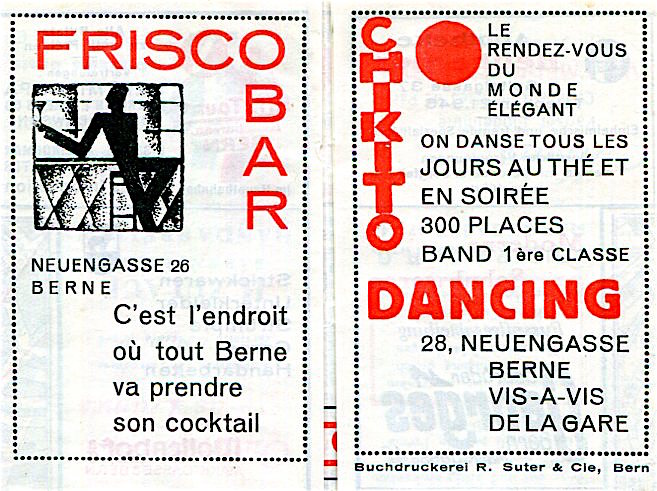 FRISCO
BAR
NEUENGASSE 26
BERNE
C'est l'endroit
où tout Berne
va prendre
son cocktail
CHIKITO
LE
RENDEZ-VOUS
DU
MONDE
ÉLÉGANT
ON DANSE TOUS LES
JOURS AU THÉ ET
EN SOIRÉE
300 PLACES
BAND 1ère CLASSE
DANCING
28, NEUENGASSE
BERNE
VIS-A-VIS
DE LA GARE
Buchdruckerei R. Suter & Cie, Bern